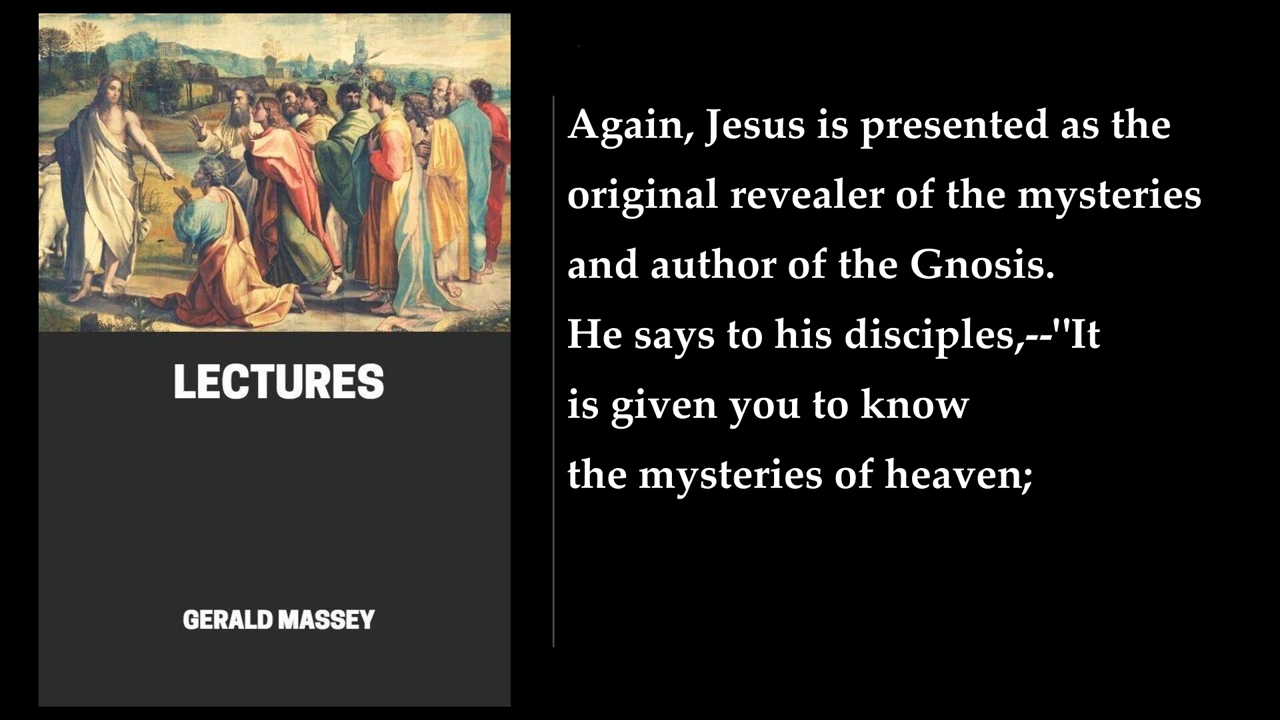 LECTURES
GERALD MASSEY
Again, Jesus is presented as the
original revealer of the mysteries
and author of the Gnosis.
He says to his disciples,--"It
is given you to know
the mysteries of heaven;